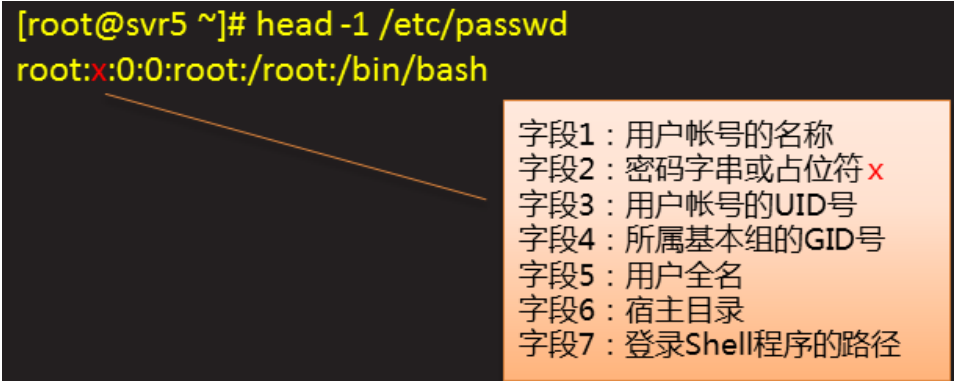 [root@svr5 ~]# head -1 /etc/passwd
root:x:0:0:root:/root:/bin/bash
字段1：用户帐号的名称
字段2：密码字串或占位符 x
字段3：用户帐号的UID号
字段4：所属基本组的GID号
字段5：用户全名
字段6：宿主目录
字段7：登录Shell程序的路径